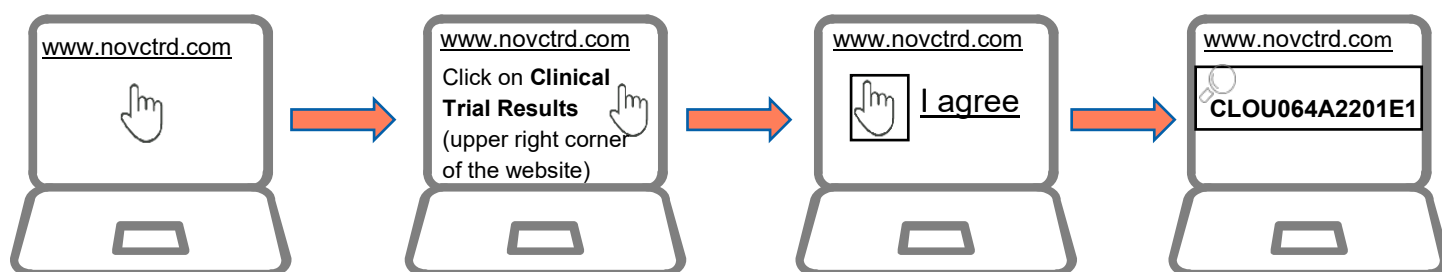 www.novctrd.com
www.novctrd.com
Click on Clinical
Trial Results
(upper right corner
of the website)
www.novctrd.com
I agree
www.novctrd.com
CLOU064A2201E1